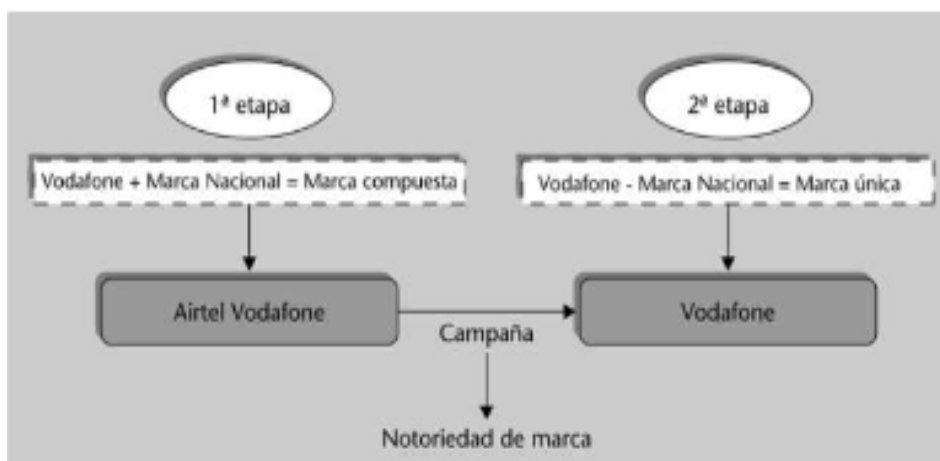 1ª etapa
2ª etapa
Vodafone + Marca Nacional = Marca compuesta
Vodafone - Marca Nacional = Marca única
Airtel Vodafone
Vodafone
Campaña
Notoriedad de marca